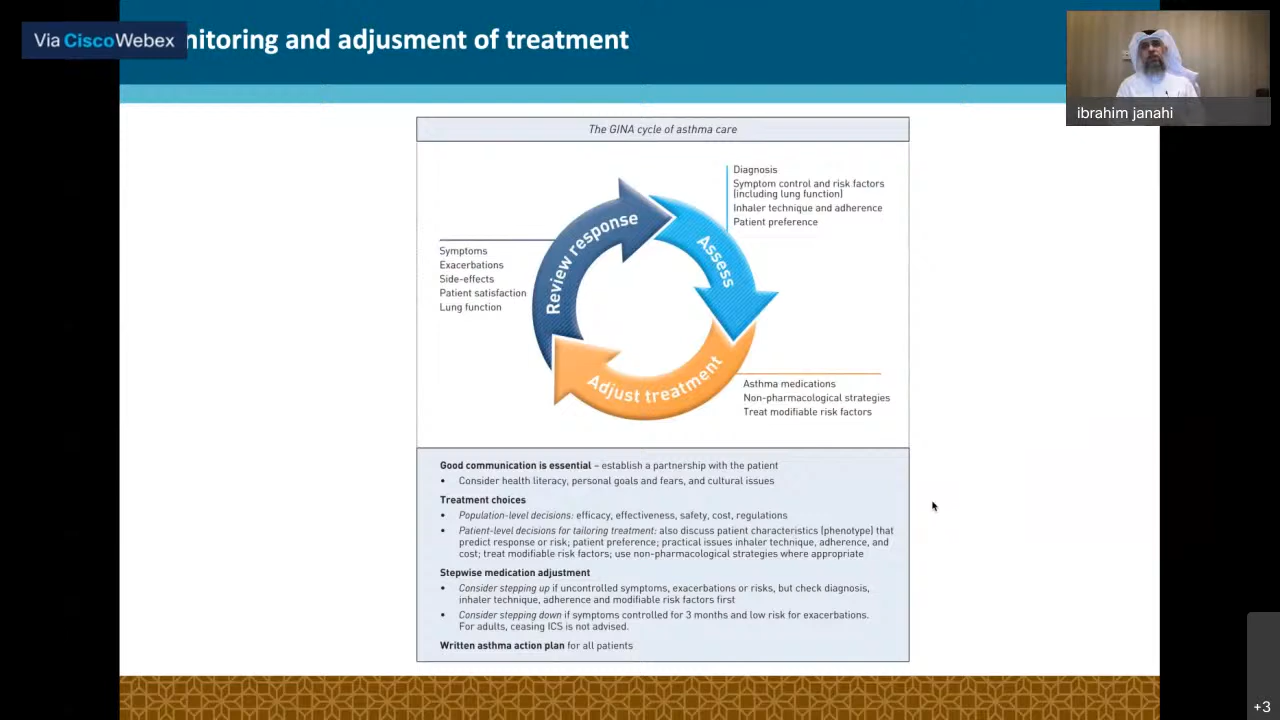 Via Cisco Webex
nitoring and adjusment of treatment
ibrahim janahi
The GINA cycle of asthma care
Diagnosis
Symptom control and risk factors
(including lung function)
Inhaler technique and adherence
Patient preference
Review response
Assess
Adjust treatment
Symptoms
Exacerbations
Side-effects
Patient satisfaction
Lung function
Asthma medications
Non-pharmacological strategies
Treat modifiable risk factors
Good communication is essential – establish a partnership with the patient
• Consider health literacy, personal goals and fears, and cultural issues
Treatment choices
• Population-level decisions: efficacy, effectiveness, safety, cost, regulations
• Patient-level decisions for tailoring treatment: also discuss patient characteristics (phenotype) that
predict response or risk; patient preference; practical issues inhaler technique, adherence, and
cost; treat modifiable risk factors; use non-pharmacological strategies where appropriate
Stepwise medication adjustment
• Consider stepping up if uncontrolled symptoms, exacerbations or risks, but check diagnosis,
inhaler technique, adherence and modifiable risk factors first
• Consider stepping down if symptoms controlled for 3 months and low risk for exacerbations.
For adults, ceasing ICS is not advised.
Written asthma action plan for all patients
+3